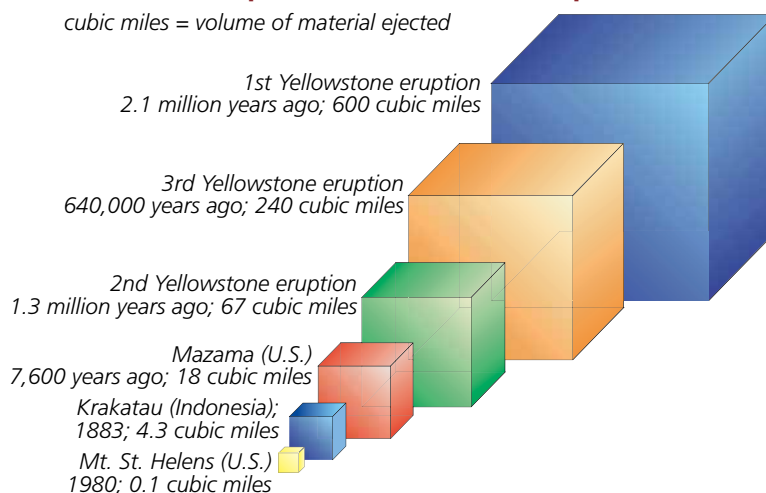 cubic miles = volume of material ejected
1st Yellowstone eruption
2.1 million years ago; 600 cubic miles
3rd Yellowstone eruption
640,000 years ago; 240 cubic miles
2nd Yellowstone eruption
1.3 million years ago; 67 cubic miles
Mazama (U.S.)
7,600 years ago; 18 cubic miles
Krakatau (Indonesia);
1883; 4.3 cubic miles
Mt. St. Helens (U.S.)
1980; 0.1 cubic miles